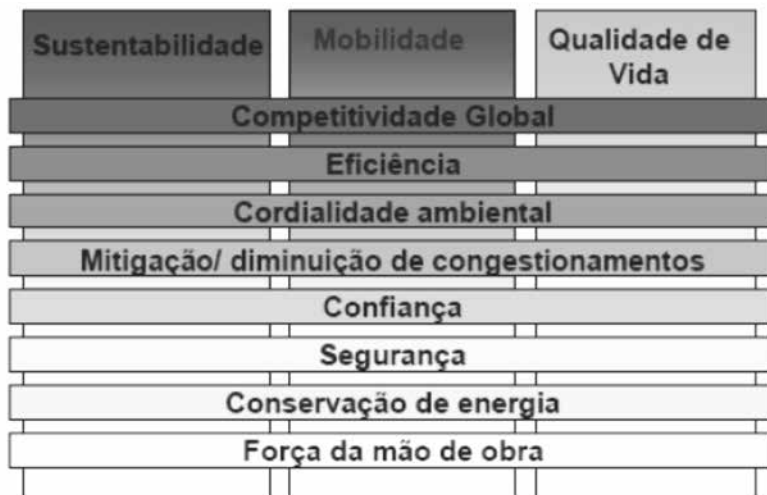 Sustentabilidade
Mobilidade
Qualidade de
Vida
Competitividade Global
Eficiência
Cordialidade ambiental
Mitigação/ diminuição de congestionamentos
Confiança
Segurança
Conservação de energia
Força da mão de obra